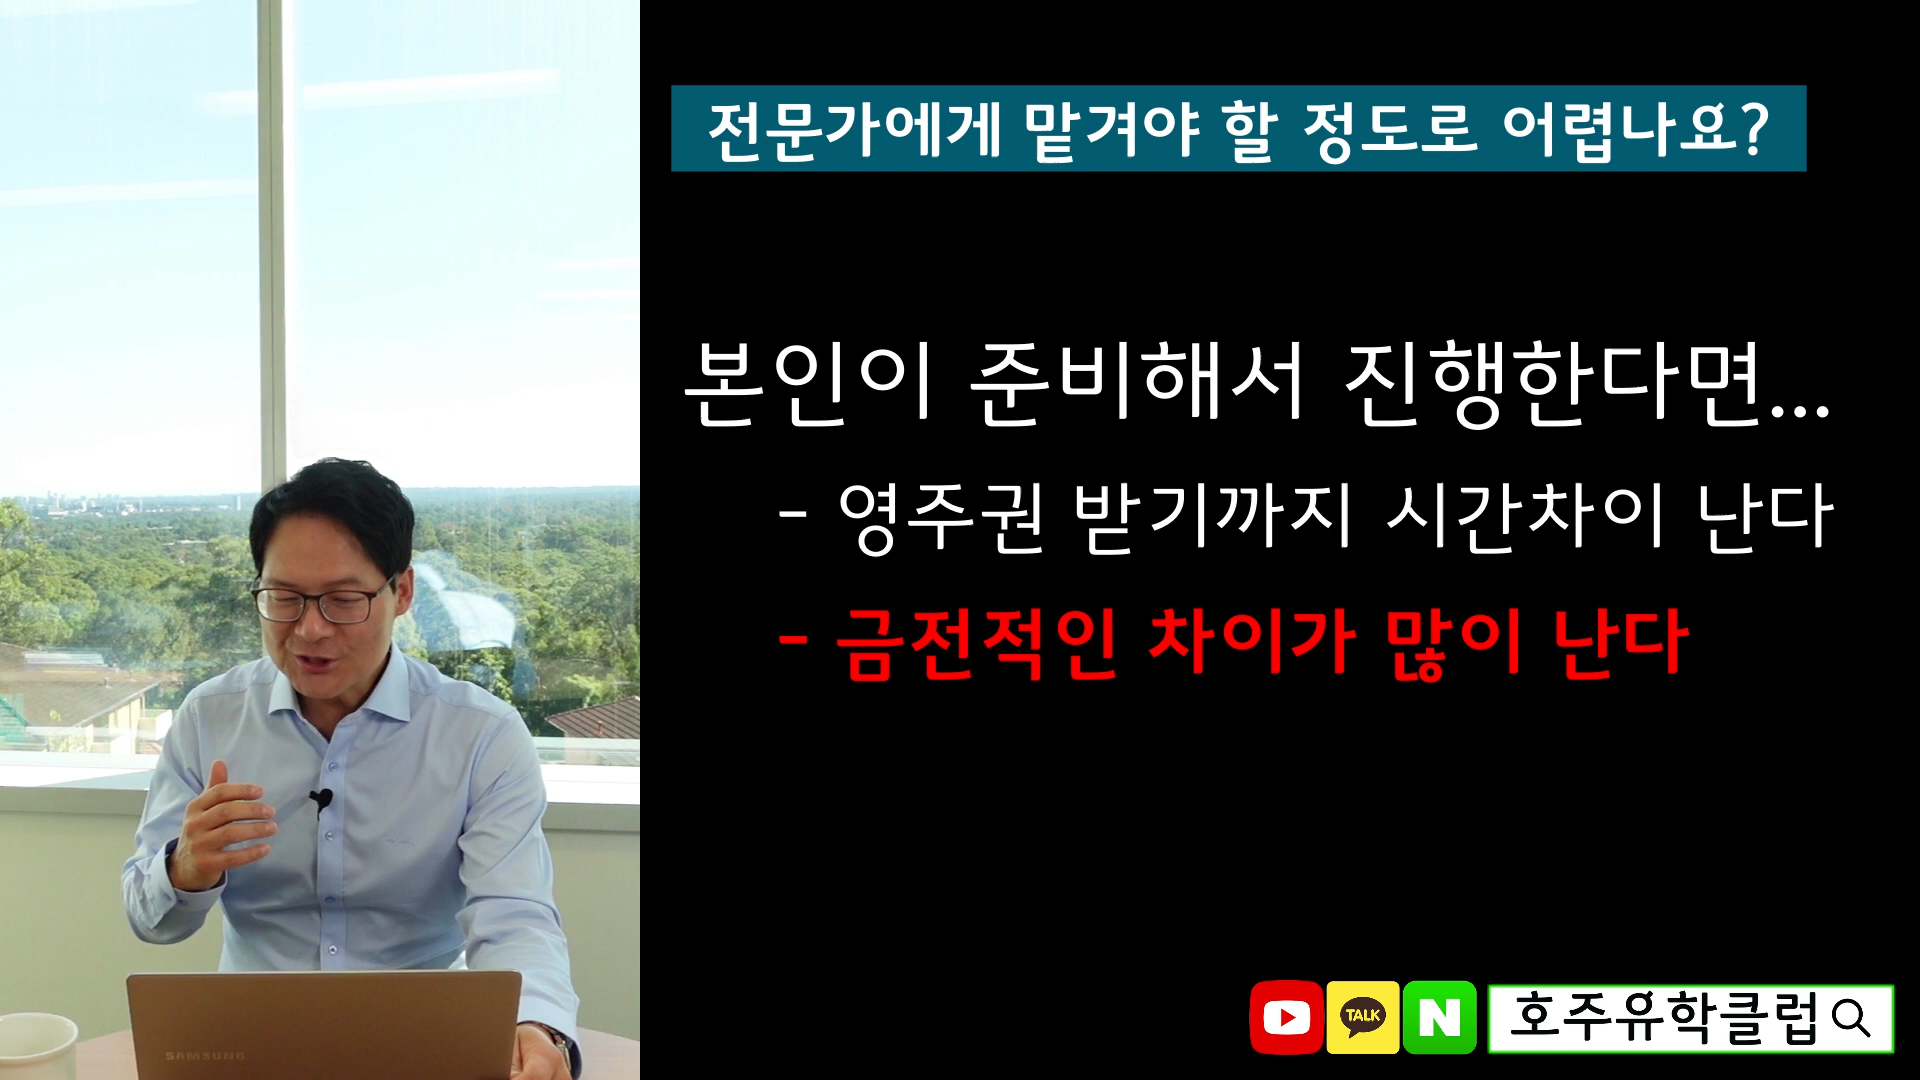 전문가에게 맡겨야 할 정도로 어렵나요?
본인이 준비해서 진행한다면...
- 영주권 받기까지 시간차이 난다
- 금전적인 차이가 많이 난다
TALK
N
호주유학클럽
SAMSUNG